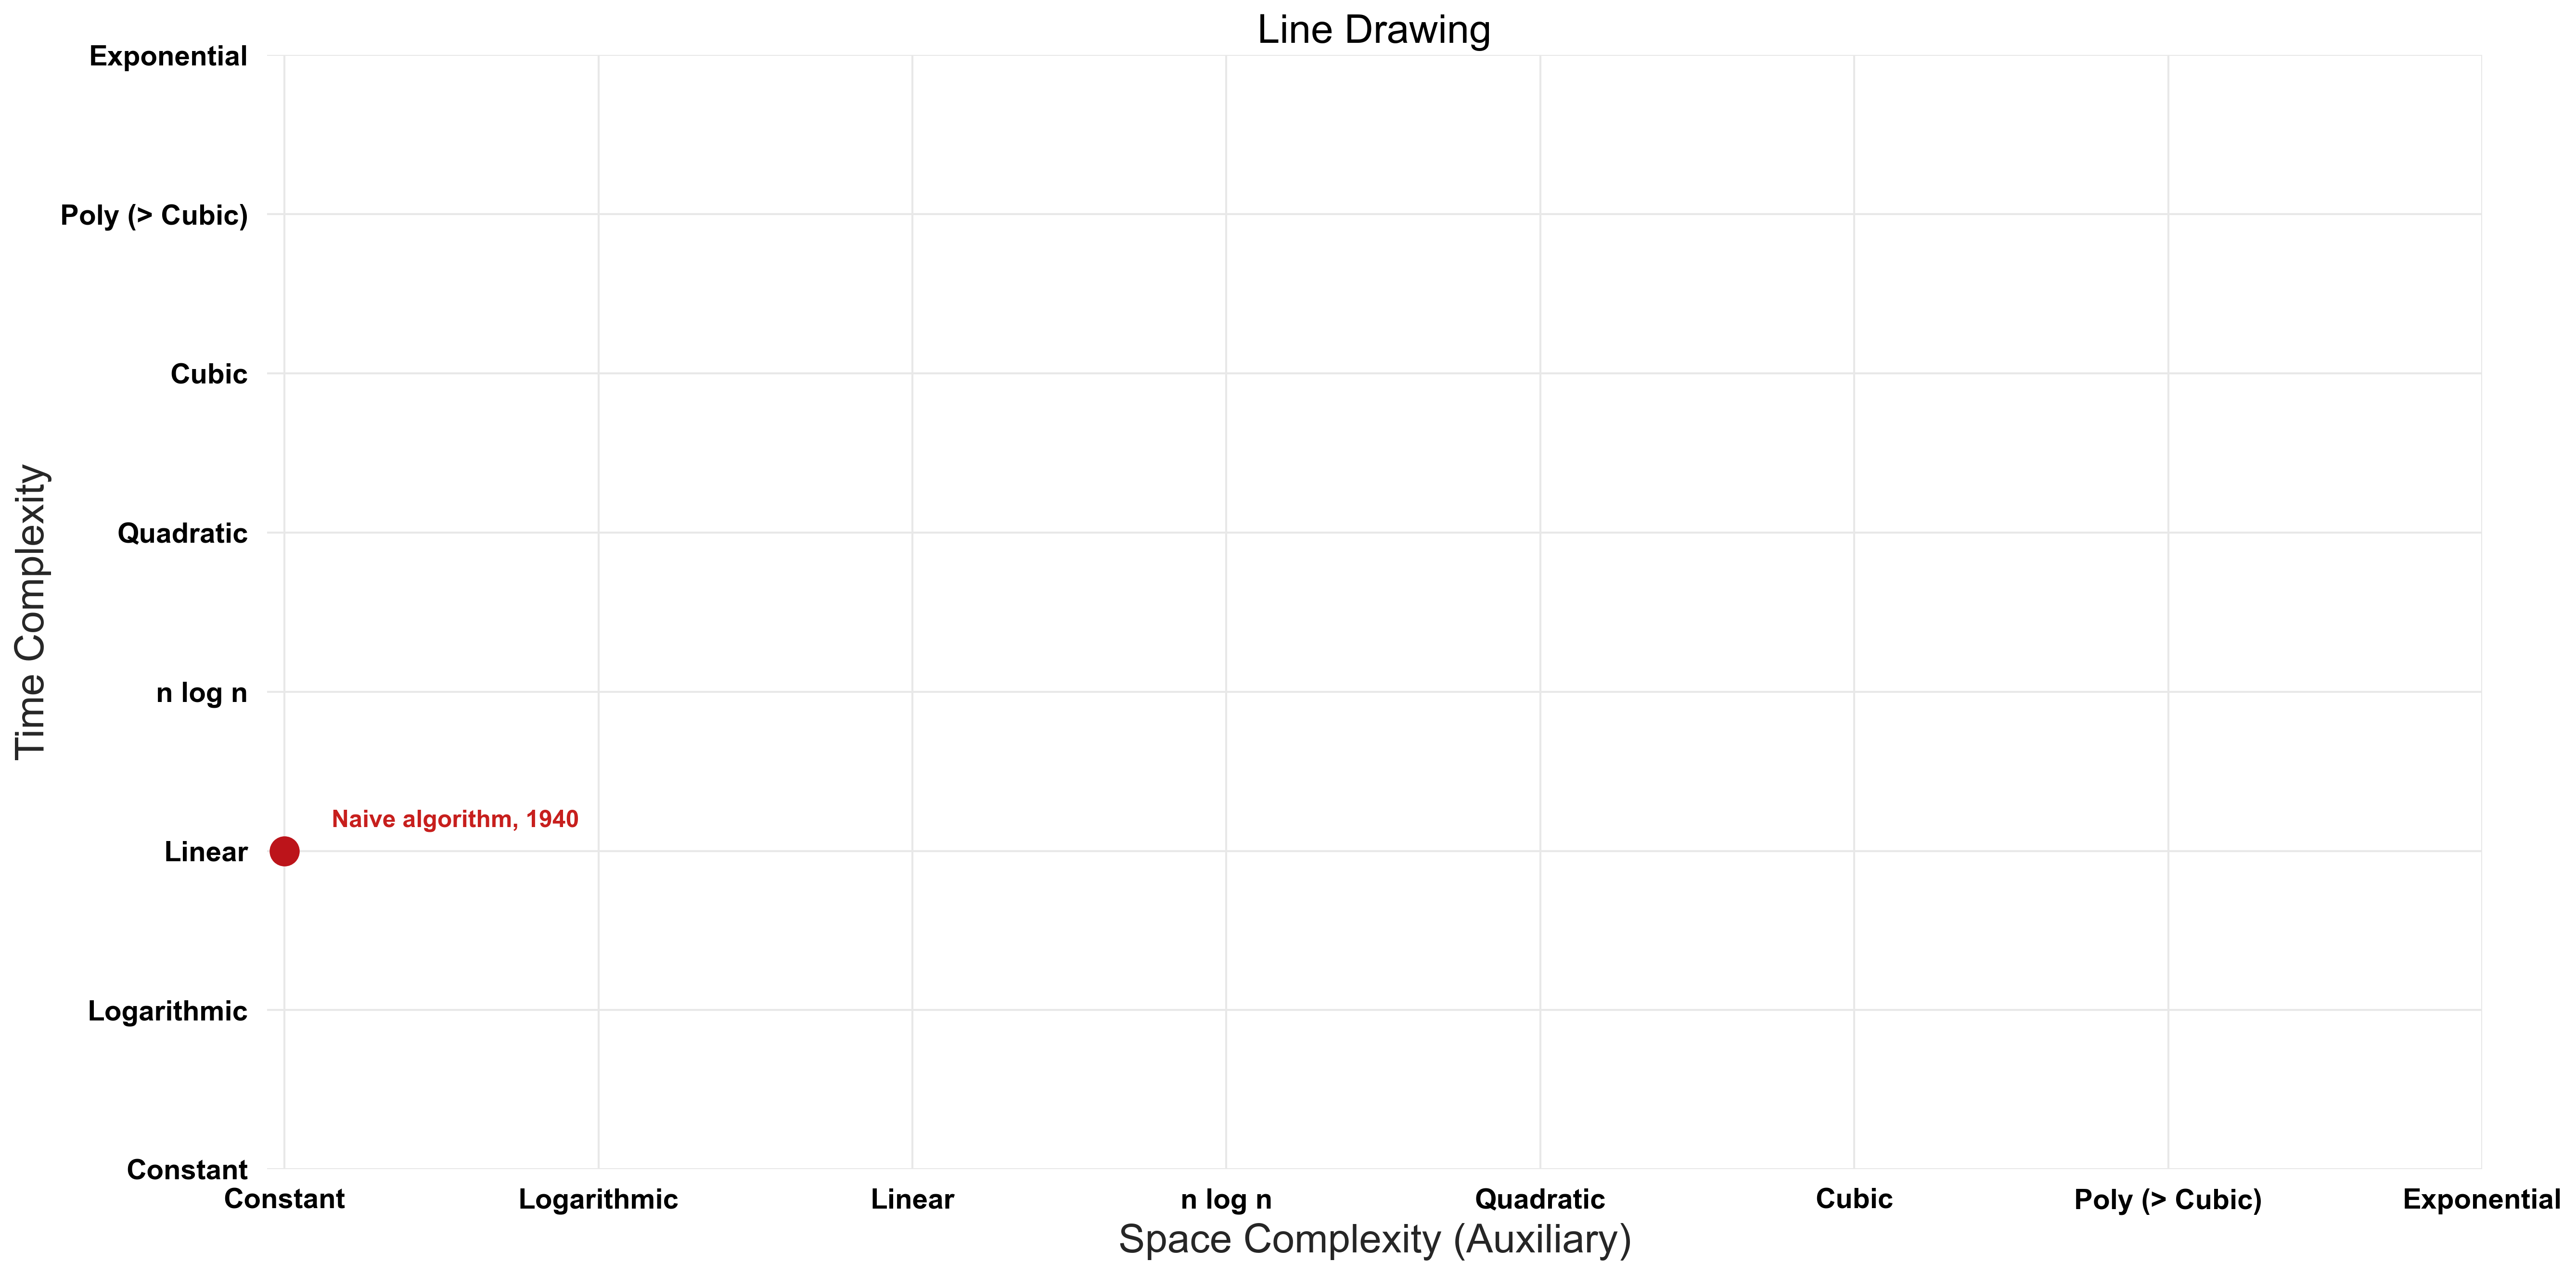 Line Drawing
Exponential
Poly (> Cubic)
Cubic
Quadratic
n log n
Linear
Logarithmic
Constant
Time Complexity
Naive algorithm, 1940
Constant Logarithmic Linear n log n Quadratic Cubic Poly (> Cubic) Exponential
Space Complexity (Auxiliary)